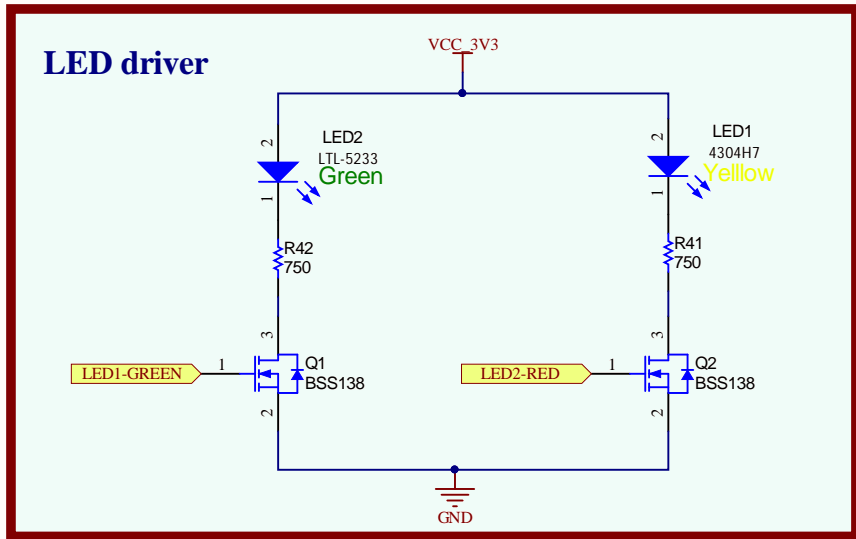 LED driver
VCC_3V3
2
LED2
LTL-5233
Green
1
R42
750
3
LED1-GREEN
1
Q1
BSS138
2
2
LED1
4304H7
Yelllow
1
R41
750
3
LED2-RED
1
Q2
BSS138
2
GND